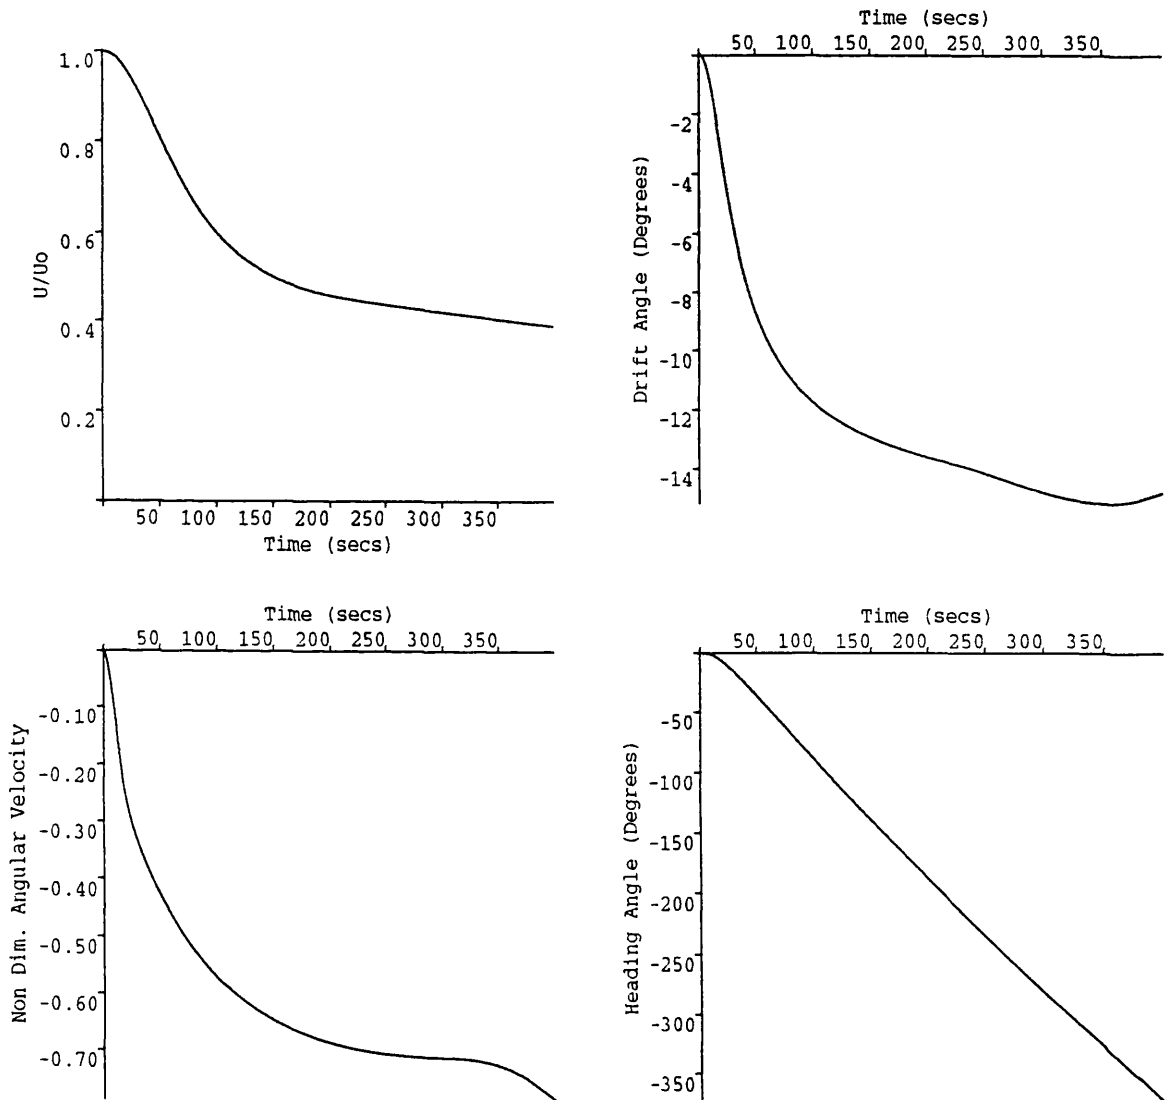 1.0
0.8
0.6
0.4
0.2
U/Uo
50 100 150 200 250 300 350
Time (secs)
Time (secs)
50 100 150 200 250 300 350
-2
-4
-6
-8
-10
-12
-14
Drift Angle (Degrees)
Time (secs)
50 100 150 200 250 300 350
-0.10
-0.20
-0.30
-0.40
-0.50
-0.60
-0.70
Non Dim. Angular Velocity
Time (secs)
50 100 150 200 250 300 350
-50
-100
-150
-200
-250
-300
-350
Heading Angle (Degrees)